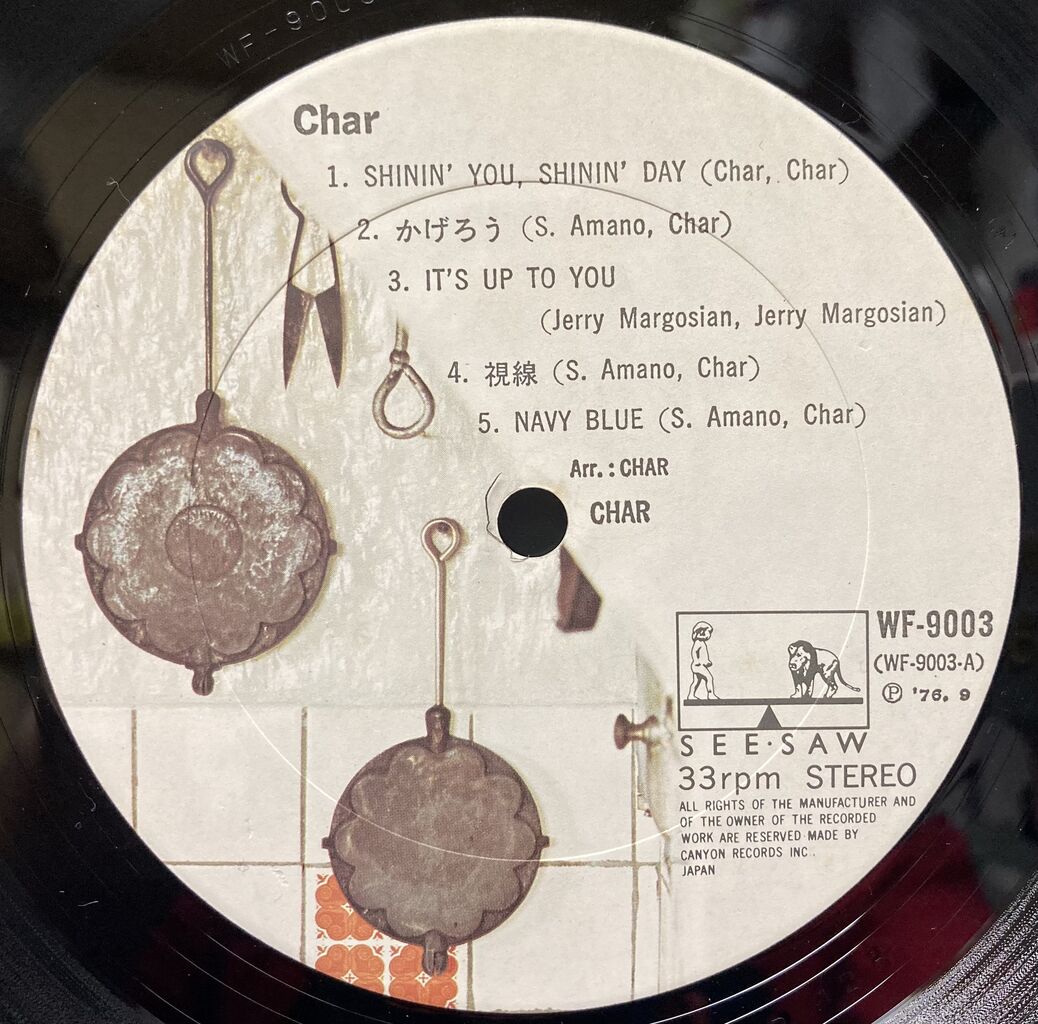 WF-9003
Char
1. SHININ' YOU, SHININ' DAY (Char, Char)
2. かげろう (S. Amano, Char)
3. IT'S UP TO YOU
(Jerry Margosian, Jerry Margosian)
4. 視線 (S. Amano, Char)
5. NAVY BLUE (S. Amano, Char)
Arr.: CHAR
CHAR
WF-9003
(WF-9003-A)
Ⓟ '76. 9
SEE·SAW
33rpm STEREO
ALL RIGHTS OF THE MANUFACTURER AND
OF THE OWNER OF THE RECORDED
WORK ARE RESERVED·MADE BY
CANYON RECORDS INC.
JAPAN